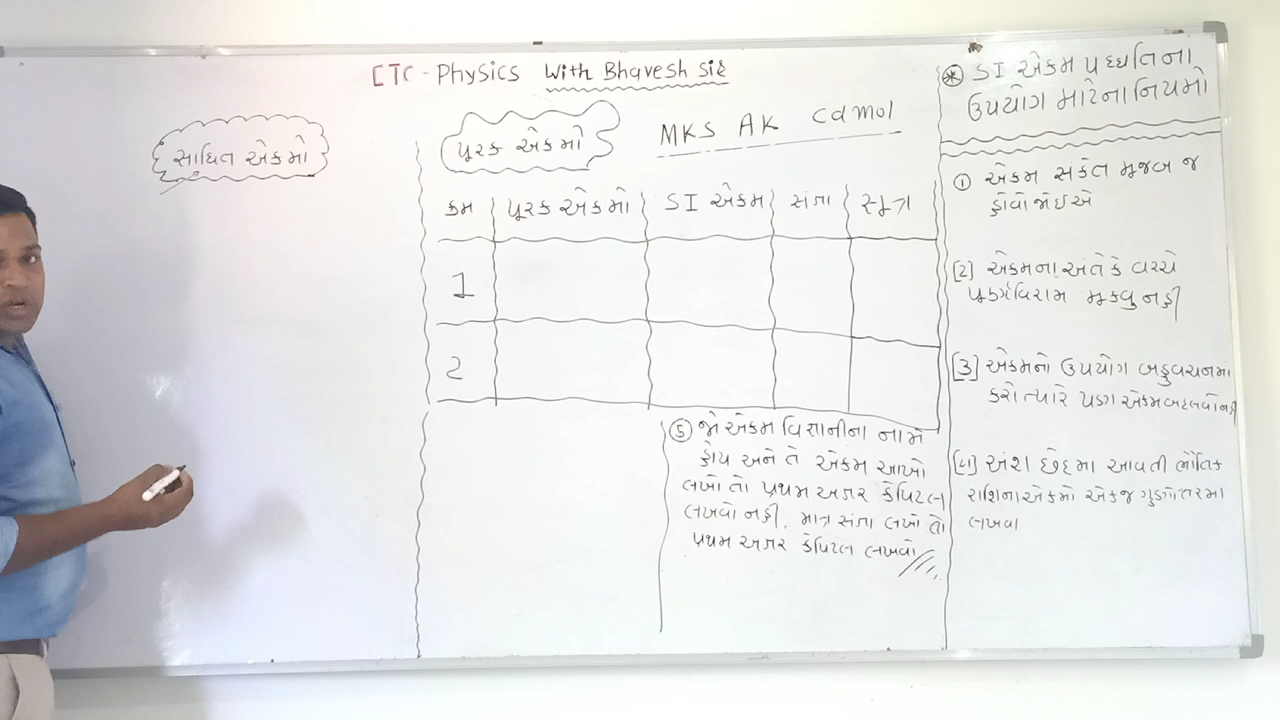 CTC - Physics With Bhavesh Sir
સાધિત એકમો
પૂરક એકમો
MKS AK Cd mol
ક્રમ પૂરક એકમો SI એકમ સંજ્ઞા સૂત્ર
1
2
⑤ જો એકમ વિજ્ઞાનીના નામે
હોય અને તે એકમ આખો
લખો તો પ્રથમ અક્ષર કેપિટલ
લખવો નહી. માત્ર સંજ્ઞા લખો તો
પ્રથમ અક્ષર કેપિટલ લખવો
* SI એકમ પધ્ધતિના
ઉપયોગ માટેના નિયમો
① એકમ સંકેત મુજબ જ
હોવો જોઇએ
[2] એકમના અંતે કે વચ્ચે
પૂર્ણવિરામ મૂકવુ નહી
[3] એકમનો ઉપયોગ બહુવચનમાં
કરો ત્યારે પણ એકમ બદલવો નહી
[4] અંશ છેદમા આવતી ભૌતિક
રાશિના એકમો એકજ ગુણોતરમા
લખવા